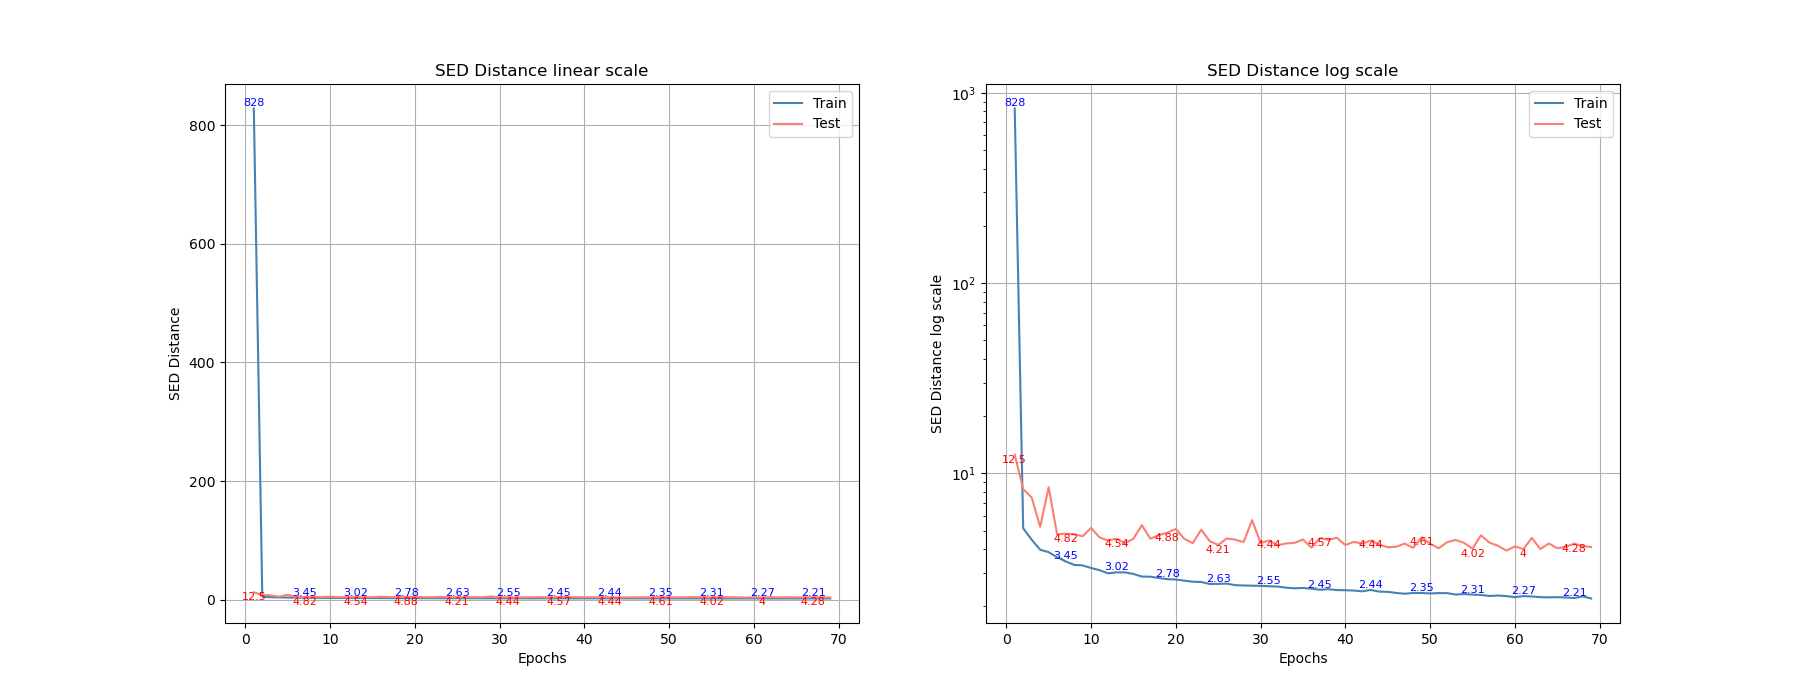 SED Distance linear scale
828
Train
Test
800
600
400
200
0
SED Distance
12.5
3.45 3.02 2.78 2.63 2.55 2.45 2.44 2.35 2.31 2.27 2.21
4.82 4.54 4.88 4.21 4.44 4.57 4.44 4.61 4.02 4 4.28
0 10 20 30 40 50 60 70
Epochs
SED Distance log scale
828
Train
Test
10³
10²
10¹
SED Distance log scale
12.5
4.82 4.54 4.88 4.21 4.44 4.57 4.44 4.61 4.02 4 4.28
3.45 3.02 2.78 2.63 2.55 2.45 2.44 2.35 2.31 2.27 2.21
0 10 20 30 40 50 60 70
Epochs